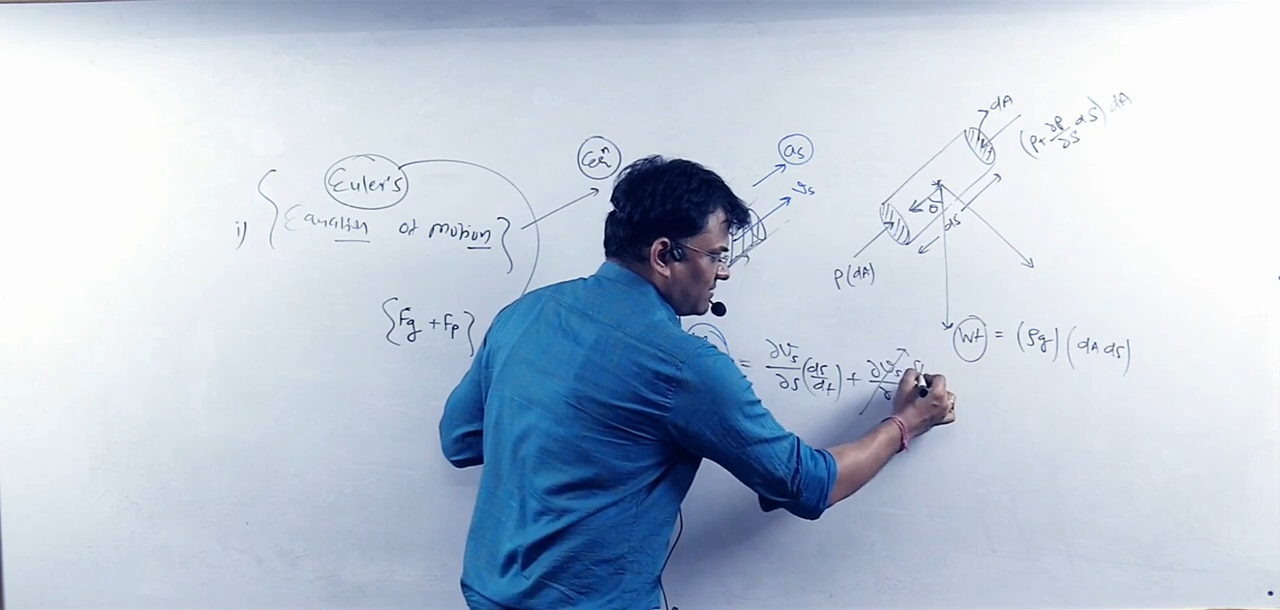 i) { Euler's
Equation of motion }
{Fg + Fp}
as
= ∂Vs/∂s (ds/dt) + ∂Vs
dA
(P+ ∂P/∂s ds) dA
θ
ds
P(dA)
Wt = (ρg) (dA ds)